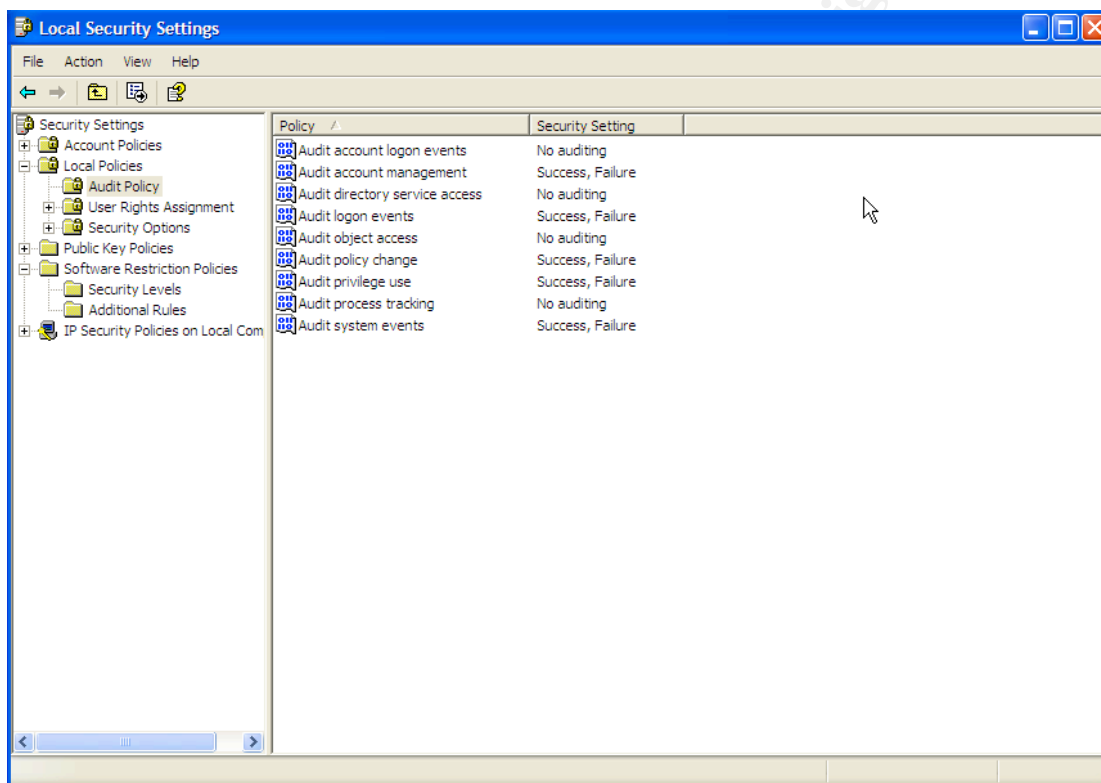 Local Security Settings
File Action View Help
Security Settings
Account Policies
Local Policies
Audit Policy
User Rights Assignment
Security Options
Public Key Policies
Software Restriction Policies
Security Levels
Additional Rules
IP Security Policies on Local Com
Policy Security Setting
Audit account logon events No auditing
Audit account management Success, Failure
Audit directory service access No auditing
Audit logon events Success, Failure
Audit object access No auditing
Audit policy change Success, Failure
Audit privilege use Success, Failure
Audit process tracking No auditing
Audit system events Success, Failure